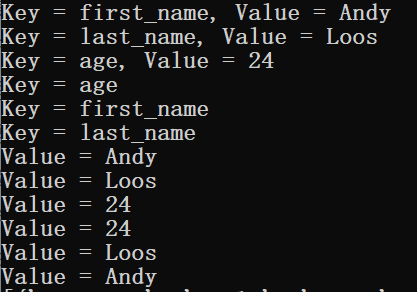 Key = first_name, Value = Andy
Key = last_name, Value = Loos
Key = age, Value = 24
Key = age
Key = first_name
Key = last_name
Value = Andy
Value = Loos
Value = 24
Value = 24
Value = Loos
Value = Andy